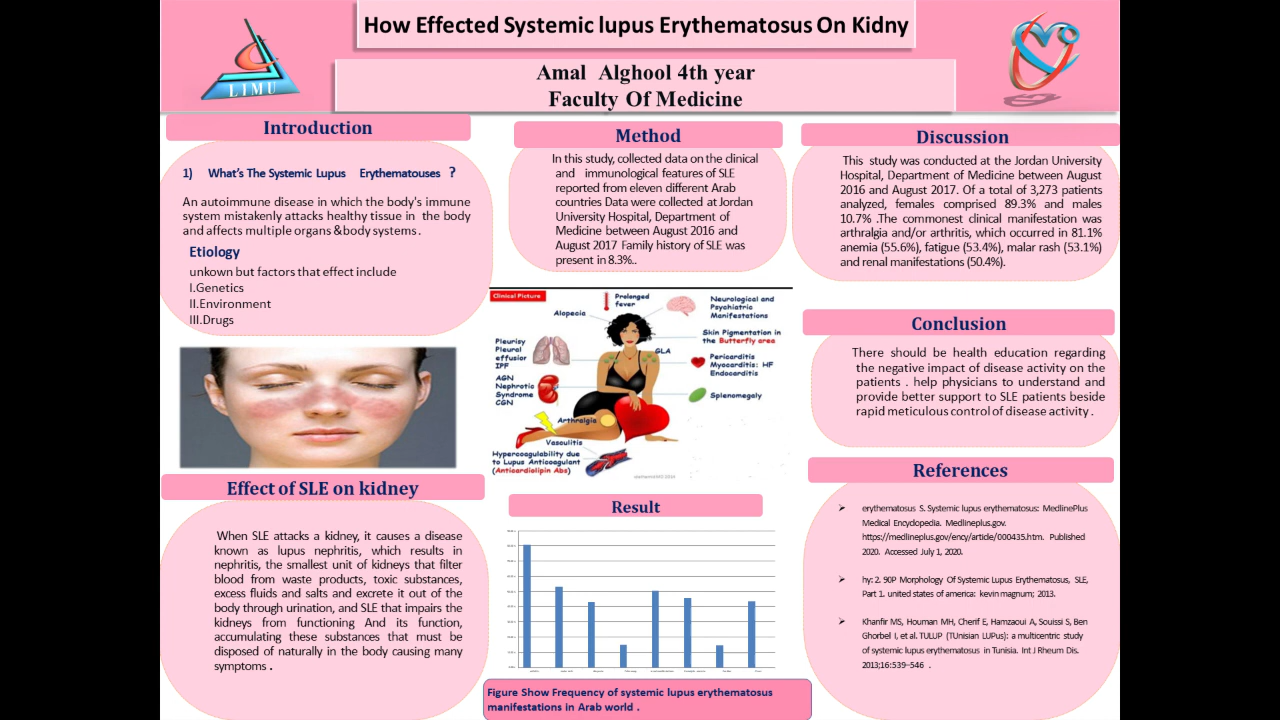 How Effected Systemic lupus Erythematosus On Kidny
LIMU
Amal Alghool 4th year
Faculty Of Medicine
Introduction
1) What's The Systemic Lupus Erythematouses ?
An autoimmune disease in which the body's immune
system mistakenly attacks healthy tissue in the body
and affects multiple organs &body systems.
Etiology
unkown but factors that effect include
I.Genetics
II.Environment
III.Drugs
Effect of SLE on kidney
When SLE attacks a kidney, it causes a disease
known as lupus nephritis, which results in
nephritis, the smallest unit of kidneys that filter
blood from waste products, toxic substances,
excess fluids and salts and excrete it out of the
body through urination, and SLE that impairs the
kidneys from functioning And its function,
accumulating these substances that must be
disposed of naturally in the body causing many
symptoms .
Method
In this study, collected data on the clinical
and immunological features of SLE
reported from eleven different Arab
countries Data were collected at Jordan
University Hospital, Department of
Medicine between August 2016 and
August 2017 Family history of SLE was
present in 8.3%..
Clinical Picture
Prolonged
fever
Alopecia
Neurological and
Psychiatric
Manifestations
Skin Pigmentation in
the Butterfly area
GLA
Pleurisy
Pleural
effusior
IPF
Pericarditis
Myocarditis: HF
Endocarditis
AGN
Nephrotic
Syndrome
CGN
Splenomegaly
Arthralgia
Vasculitis
Hypercoagulability due
to Lupus Anticoagulant
(Anticardiolipin Abs)
Result
Figure Show Frequency of systemic lupus erythematosus
manifestations in Arab world .
Discussion
This study was conducted at the Jordan University
Hospital, Department of Medicine between August
2016 and August 2017. Of a total of 3,273 patients
analyzed, females comprised 89.3% and males
10.7% .The commonest clinical manifestation was
arthralgia and/or arthritis, which occurred in 81.1%
anemia (55.6%), fatigue (53.4%), malar rash (53.1%)
and renal manifestations (50.4%).
Conclusion
There should be health education regarding
the negative impact of disease activity on the
patients . help physicians to understand and
provide better support to SLE patients beside
rapid meticulous control of disease activity .
References
erythematosus S. Systemic lupus erythematosus: MedlinePlus
Medical Encyclopedia. Medlineplus.gov.
https://medlineplus.gov/ency/article/000435.htm. Published
2020. Accessed July 1, 2020.
hy: 2. 90P Morphology Of Systemic Lupus Erythematosus, SLE,
Part 1. united states of america: kevin magnum; 2013.
Khanfir MS, Houman MH, Cherif E, Hamzaoui A, Souissi S, Ben
Ghorbel I, et al. TULUP (TUnisian LUPus): a multicentric study
of systemic lupus erythematosus in Tunisia. Int J Rheum Dis.
2013;16:539–546 .